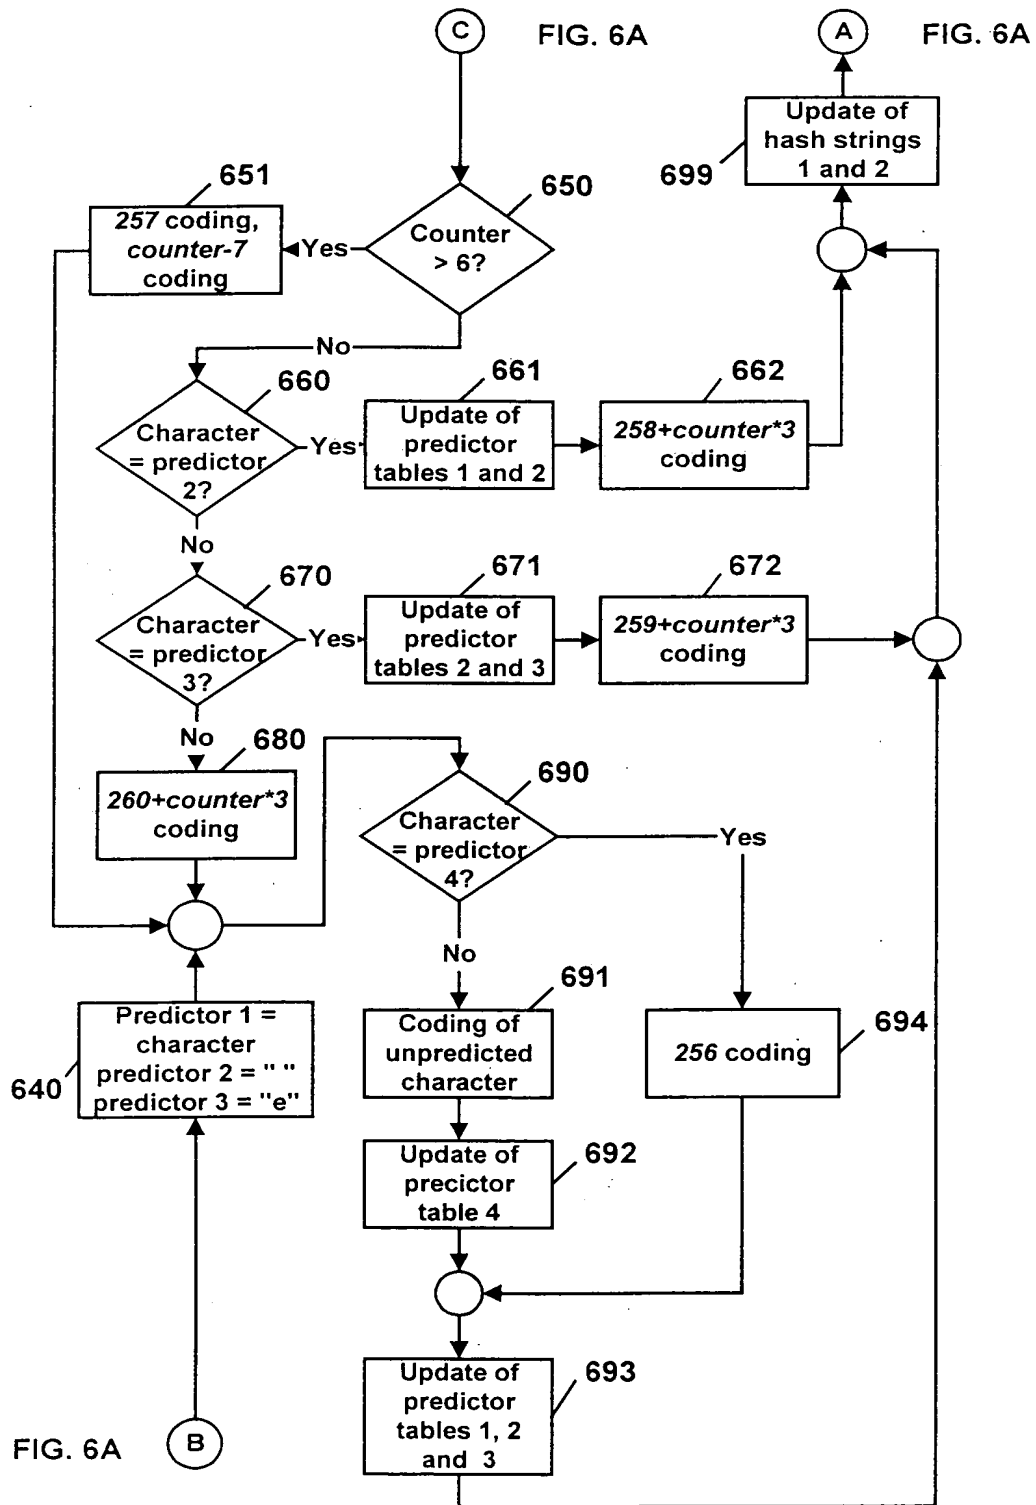 C
FIG. 6A
A
FIG. 6A
Update of
hash strings
1 and 2
699
651
257 coding,
counter-7
coding
Yes
650
Counter
> 6?
No
660
Character
= predictor
2?
Yes
661
Update of
predictor
tables 1 and 2
662
258+counter*3
coding
No
670
Character
= predictor
3?
Yes
671
Update of
predictor
tables 2 and 3
672
259+counter*3
coding
No
680
260+counter*3
coding
690
Character
= predictor
4?
Yes
No
691
Coding of
unpredicted
character
694
256 coding
640
Predictor 1 =
character
predictor 2 = " "
predictor 3 = "e"
692
Update of
precictor
table 4
693
Update of
predictor
tables 1, 2
and 3
FIG. 6A
B